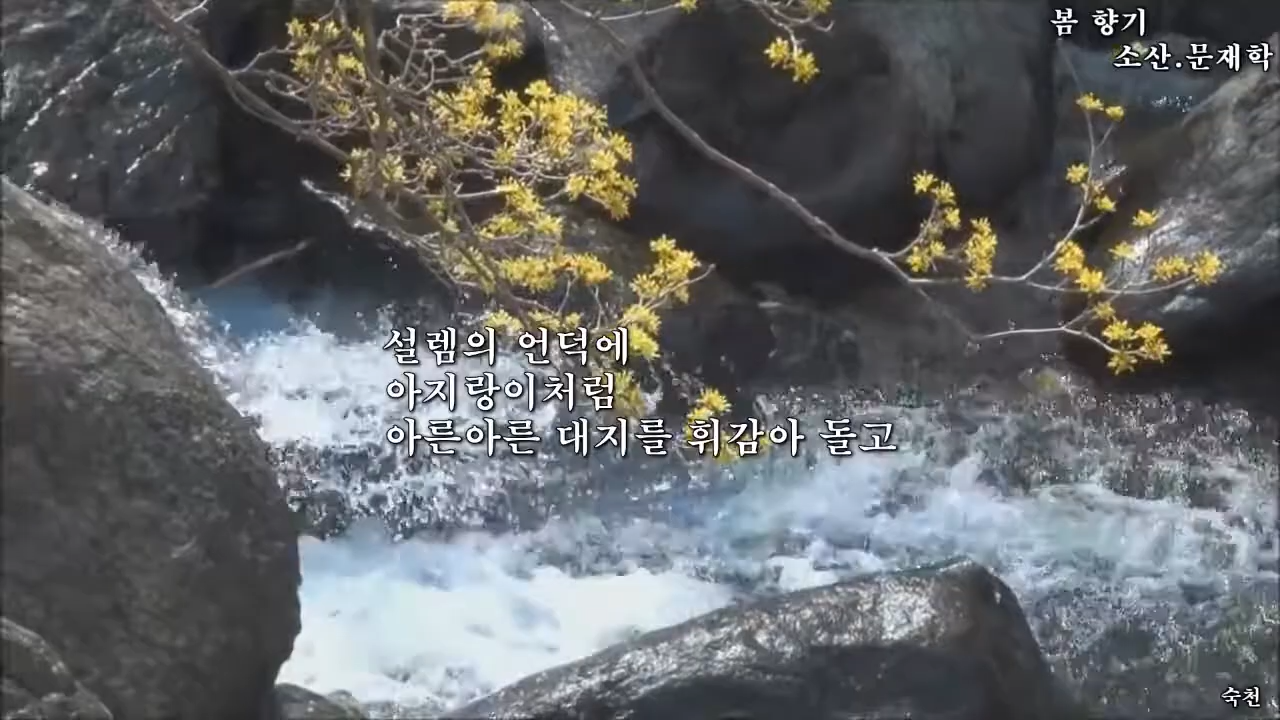 봄 향기
소산.문재학
설렘의 언덕에
아지랑이처럼
아른아른 대지를 휘감아 돌고
숙천